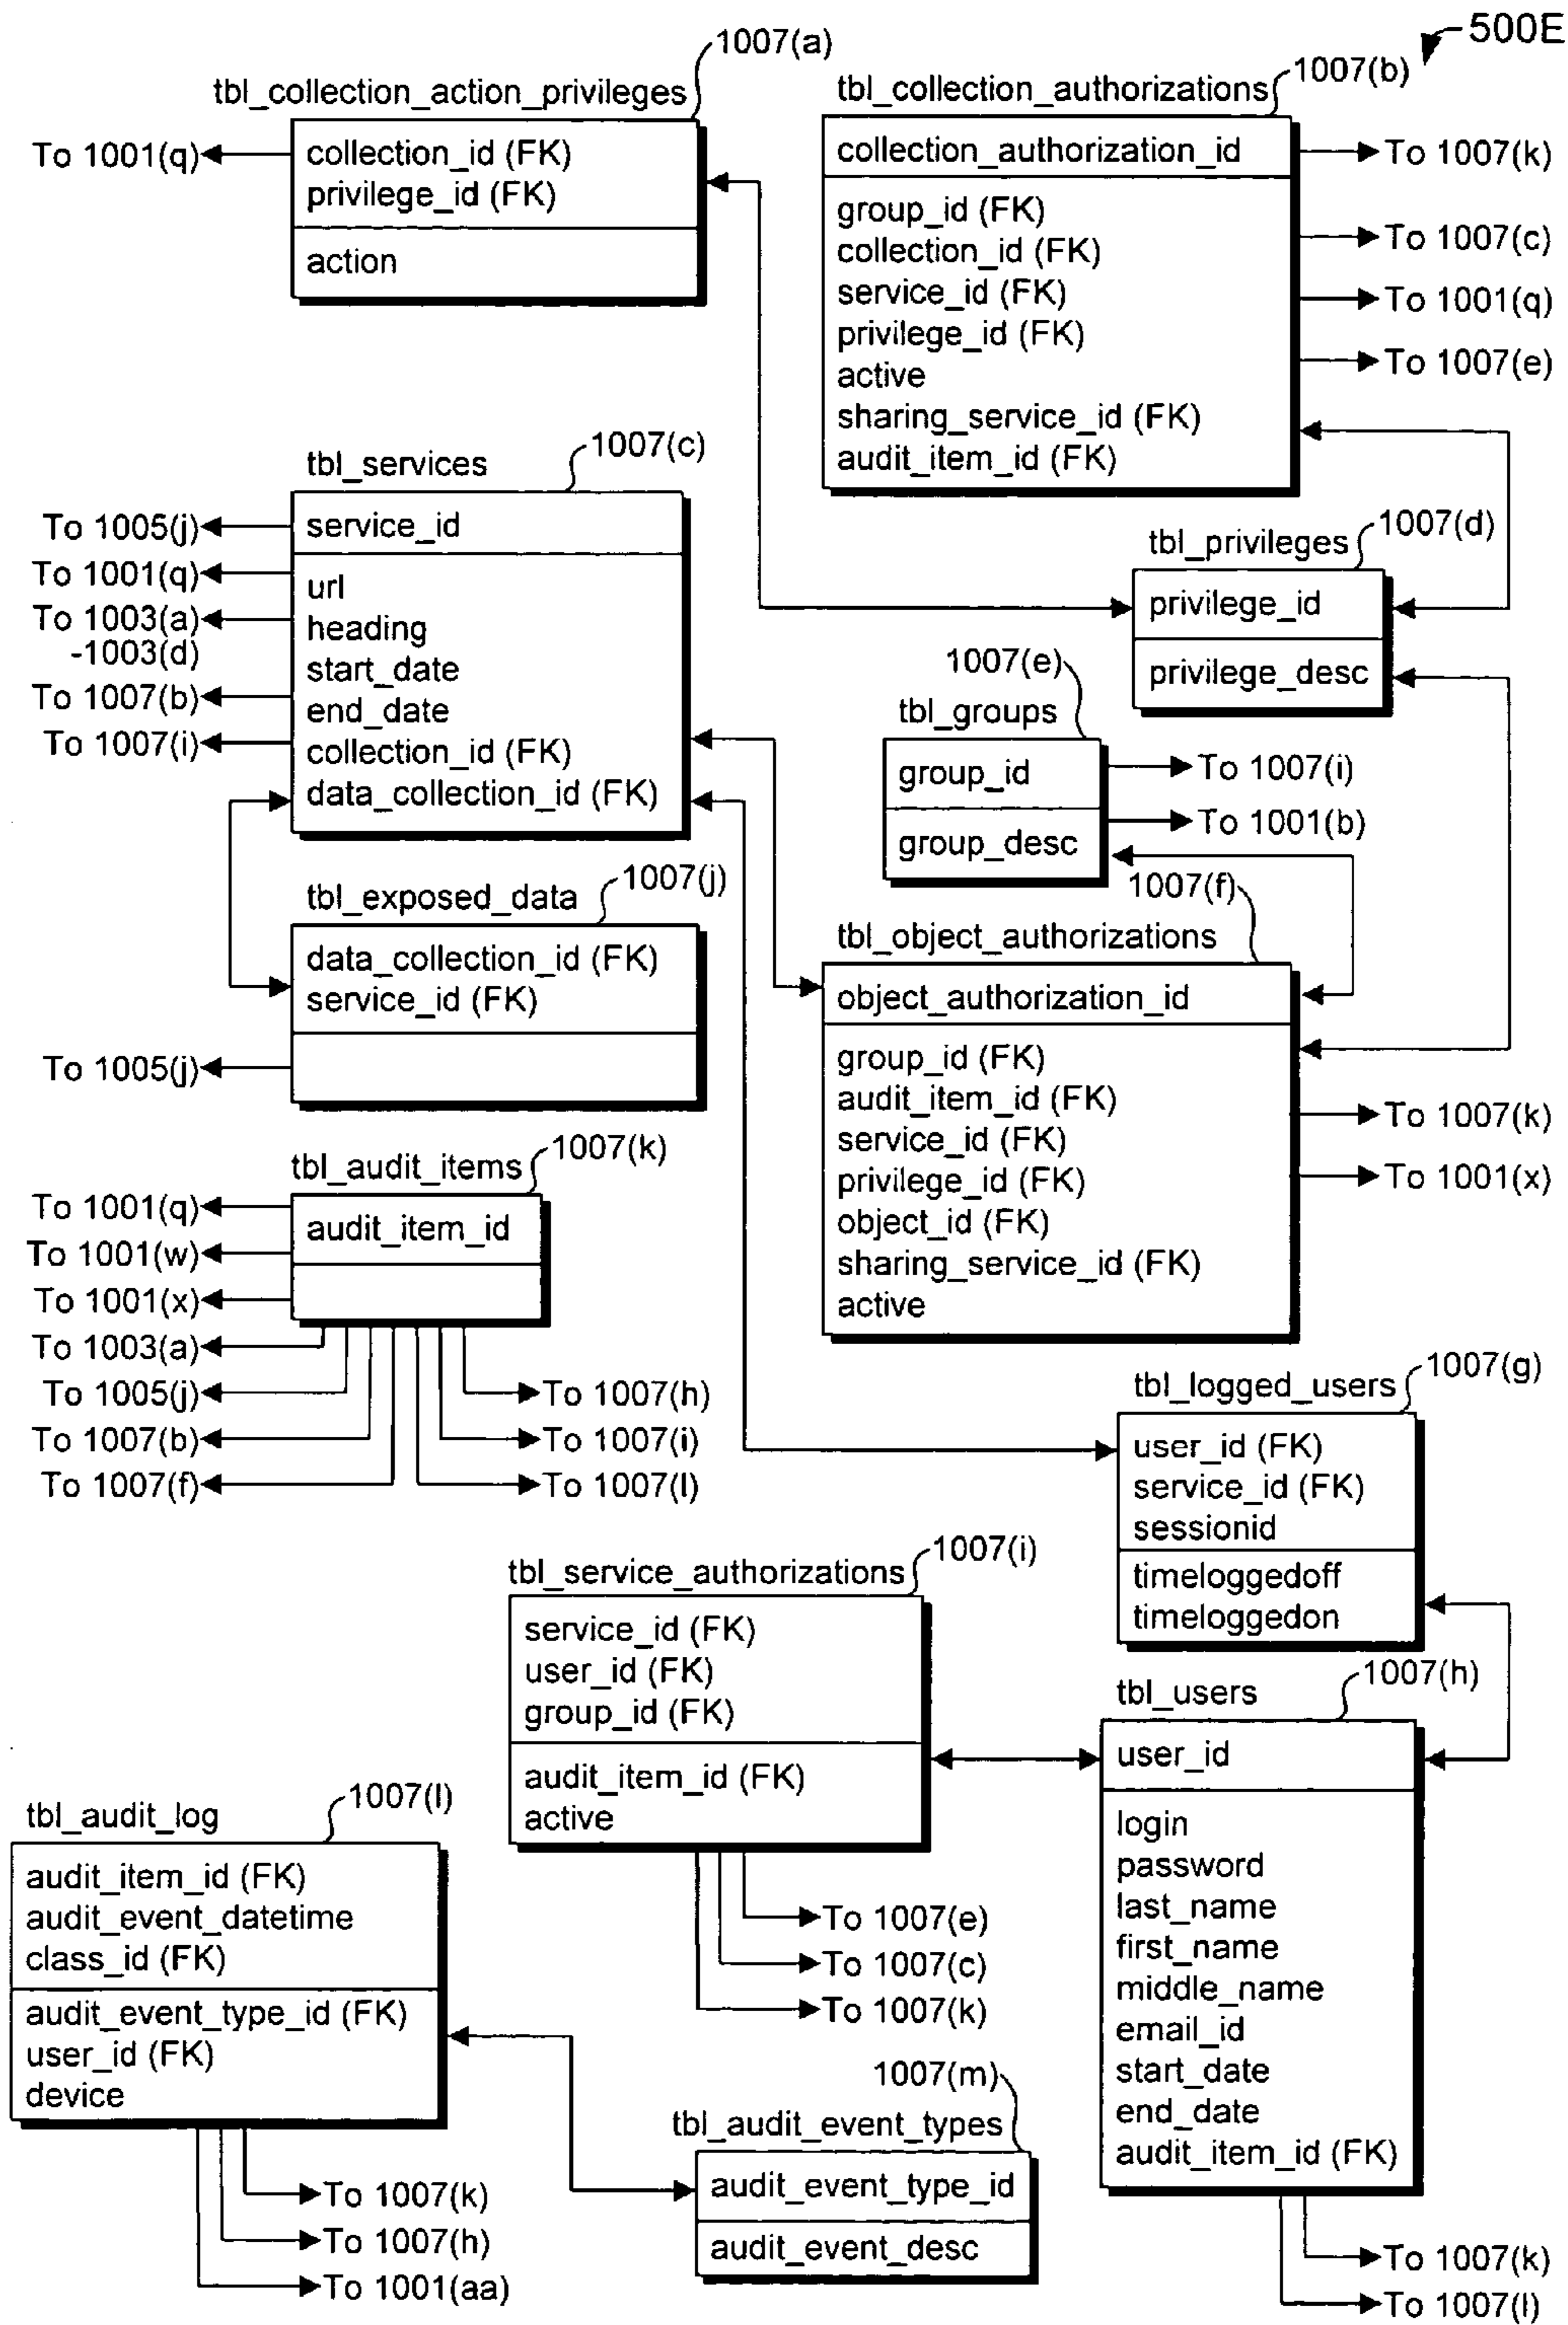 500E
1007(a)
tbl_collection_action_privileges
To 1001(q)
collection_id (FK)
privilege_id (FK)
action
1007(b)
tbl_collection_authorizations
collection_authorization_id
group_id (FK)
collection_id (FK)
service_id (FK)
privilege_id (FK)
active
sharing_service_id (FK)
audit_item_id (FK)
To 1007(k)
To 1007(c)
To 1001(q)
To 1007(e)
1007(c)
tbl_services
service_id
url
heading
start_date
end_date
collection_id (FK)
data_collection_id (FK)
To 1005(j)
To 1001(q)
To 1003(a)
-1003(d)
To 1007(b)
To 1007(i)
1007(d)
tbl_privileges
privilege_id
privilege_desc
1007(e)
tbl_groups
group_id
group_desc
To 1007(i)
To 1001(b)
1007(j)
tbl_exposed_data
data_collection_id (FK)
service_id (FK)
To 1005(j)
1007(f)
tbl_object_authorizations
object_authorization_id
group_id (FK)
audit_item_id (FK)
service_id (FK)
privilege_id (FK)
object_id (FK)
sharing_service_id (FK)
active
To 1007(k)
To 1001(x)
1007(k)
tbl_audit_items
audit_item_id
To 1001(q)
To 1001(w)
To 1001(x)
To 1003(a)
To 1005(j)
To 1007(b)
To 1007(f)
To 1007(h)
To 1007(i)
To 1007(l)
1007(g)
tbl_logged_users
user_id (FK)
service_id (FK)
sessionid
timeloggedoff
timeloggedon
1007(i)
tbl_service_authorizations
service_id (FK)
user_id (FK)
group_id (FK)
audit_item_id (FK)
active
To 1007(e)
To 1007(c)
To 1007(k)
1007(h)
tbl_users
user_id
login
password
last_name
first_name
middle_name
email_id
start_date
end_date
audit_item_id (FK)
To 1007(k)
To 1007(l)
1007(l)
tbl_audit_log
audit_item_id (FK)
audit_event_datetime
class_id (FK)
audit_event_type_id (FK)
user_id (FK)
device
To 1007(k)
To 1007(h)
To 1001(aa)
1007(m)
tbl_audit_event_types
audit_event_type_id
audit_event_desc